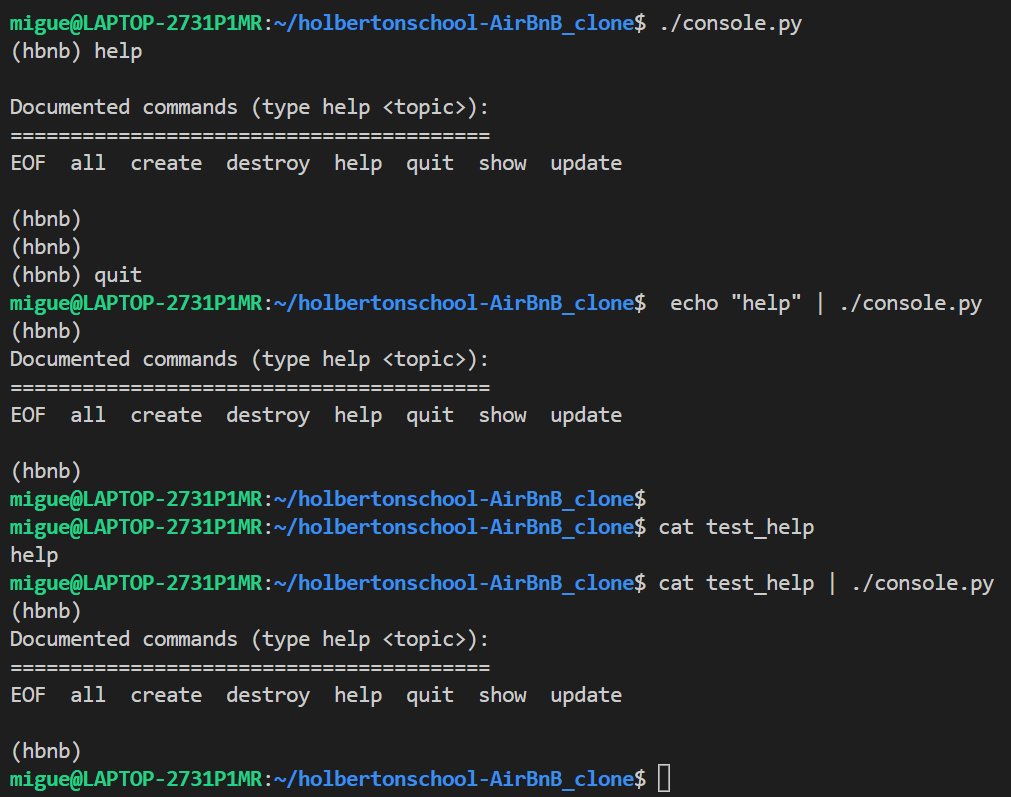 migue@LAPTOP-2731P1MR:~/holbertonschool-AirBnB_clone$ ./console.py
(hbnb) help
Documented commands (type help <topic>):
========================================
EOF  all  create  destroy  help  quit  show  update
(hbnb)
(hbnb)
(hbnb) quit
migue@LAPTOP-2731P1MR:~/holbertonschool-AirBnB_clone$  echo "help" | ./console.py
(hbnb)
Documented commands (type help <topic>):
========================================
EOF  all  create  destroy  help  quit  show  update
(hbnb)
migue@LAPTOP-2731P1MR:~/holbertonschool-AirBnB_clone$
migue@LAPTOP-2731P1MR:~/holbertonschool-AirBnB_clone$ cat test_help
help
migue@LAPTOP-2731P1MR:~/holbertonschool-AirBnB_clone$ cat test_help | ./console.py
(hbnb)
Documented commands (type help <topic>):
========================================
EOF  all  create  destroy  help  quit  show  update
(hbnb)
migue@LAPTOP-2731P1MR:~/holbertonschool-AirBnB_clone$